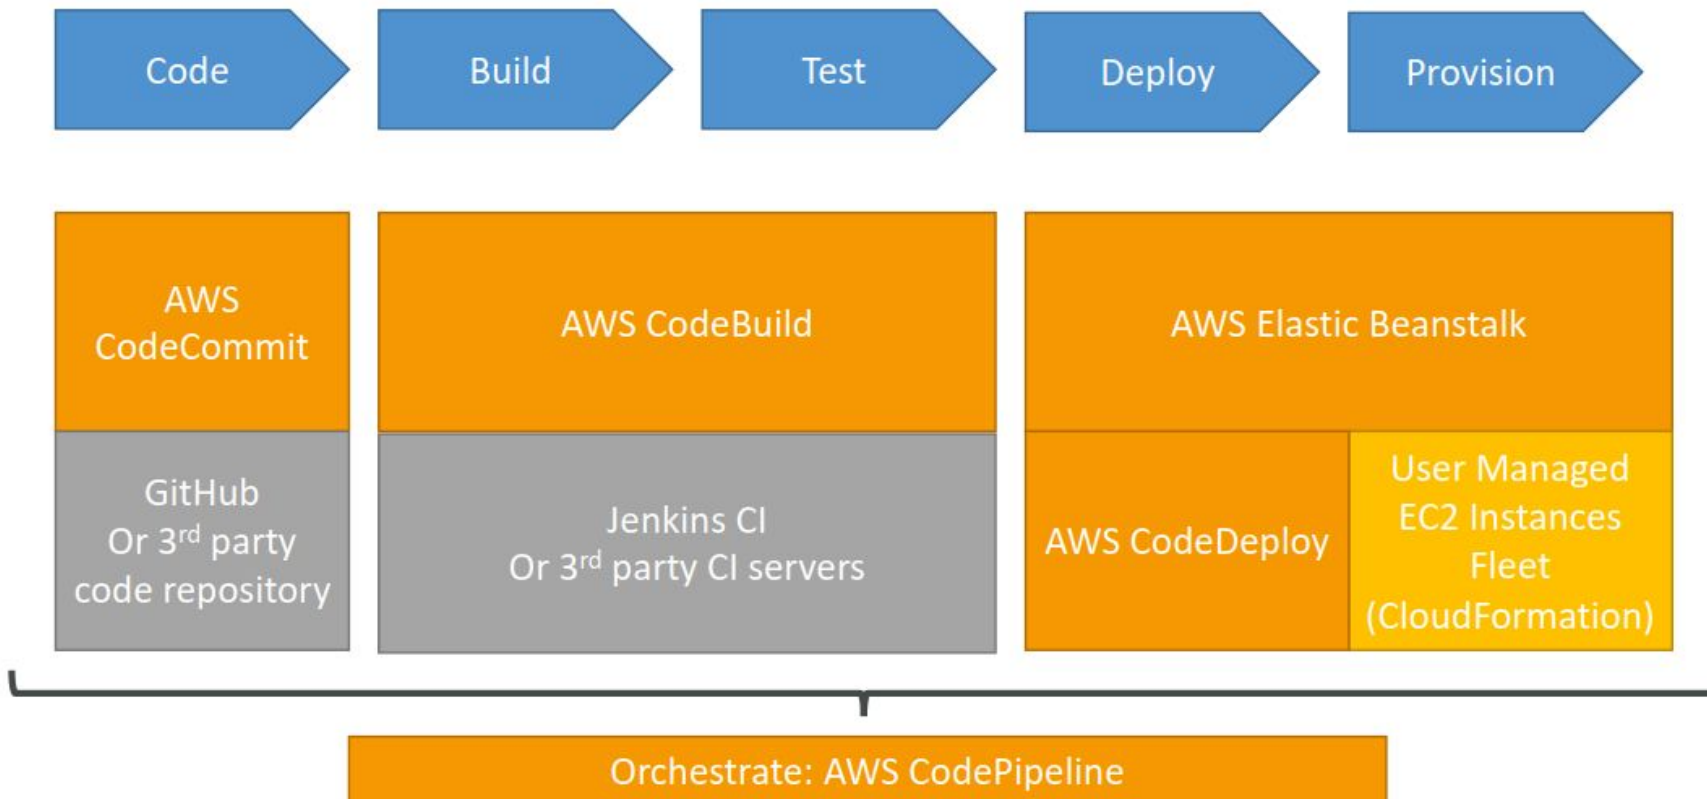 Code
Build
Test
Deploy
Provision
AWS
CodeCommit
AWS CodeBuild
AWS Elastic Beanstalk
GitHub
Or 3rd party
code repository
Jenkins CI
Or 3rd party CI servers
AWS CodeDeploy
User Managed
EC2 Instances
Fleet
(CloudFormation)
Orchestrate: AWS CodePipeline